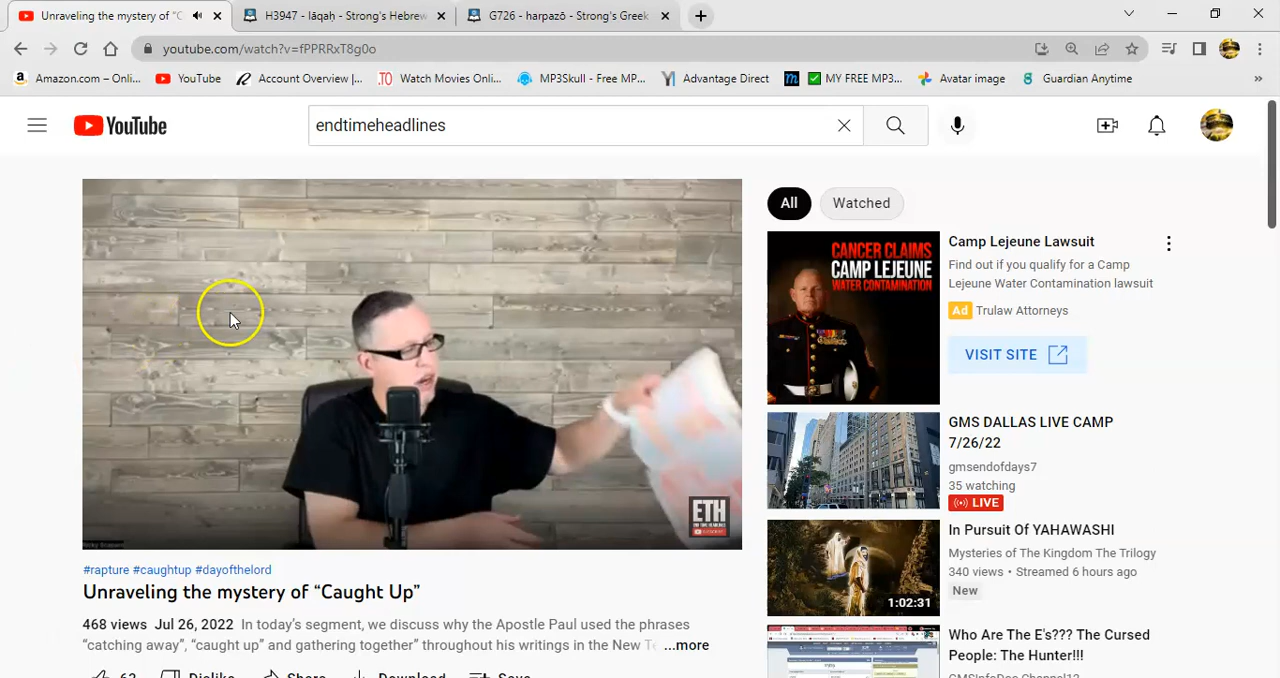 Unraveling the mystery of "C
H3947 - lāqaḥ - Strong's Hebrew
G726 - harpazō - Strong's Greek
youtube.com/watch?v=fPPRRxT8g0o
Amazon.com – Onli...
YouTube
Account Overview |...
.TO
Watch Movies Onli...
MP3Skull - Free MP...
Advantage Direct
m
MY FREE MP3...
Avatar image
Guardian Anytime
»
YouTube
endtimeheadlines
All
Watched
CANCER CLAIMS
CAMP LEJEUNE
WATER CONTAMINATION
Camp Lejeune Lawsuit
Find out if you qualify for a Camp
Lejeune Water Contamination lawsuit
Ad Trulaw Attorneys
VISIT SITE
GMS DALLAS LIVE CAMP
7/26/22
gmsendofdays7
35 watching
LIVE
In Pursuit Of YAHAWASHI
Mysteries of The Kingdom The Trilogy
340 views • Streamed 6 hours ago
New
1:02:31
Who Are The E's??? The Cursed
People: The Hunter!!!
GMSInfoDoc Channel12
ETH
#rapture #caughtup #dayofthelord
Unraveling the mystery of “Caught Up”
468 views Jul 26, 2022 In today's segment, we discuss why the Apostle Paul used the phrases
“catching away”, “caught up” and gathering together” throughout his writings in the New Te ...more
Dislike
Share
Download
Save